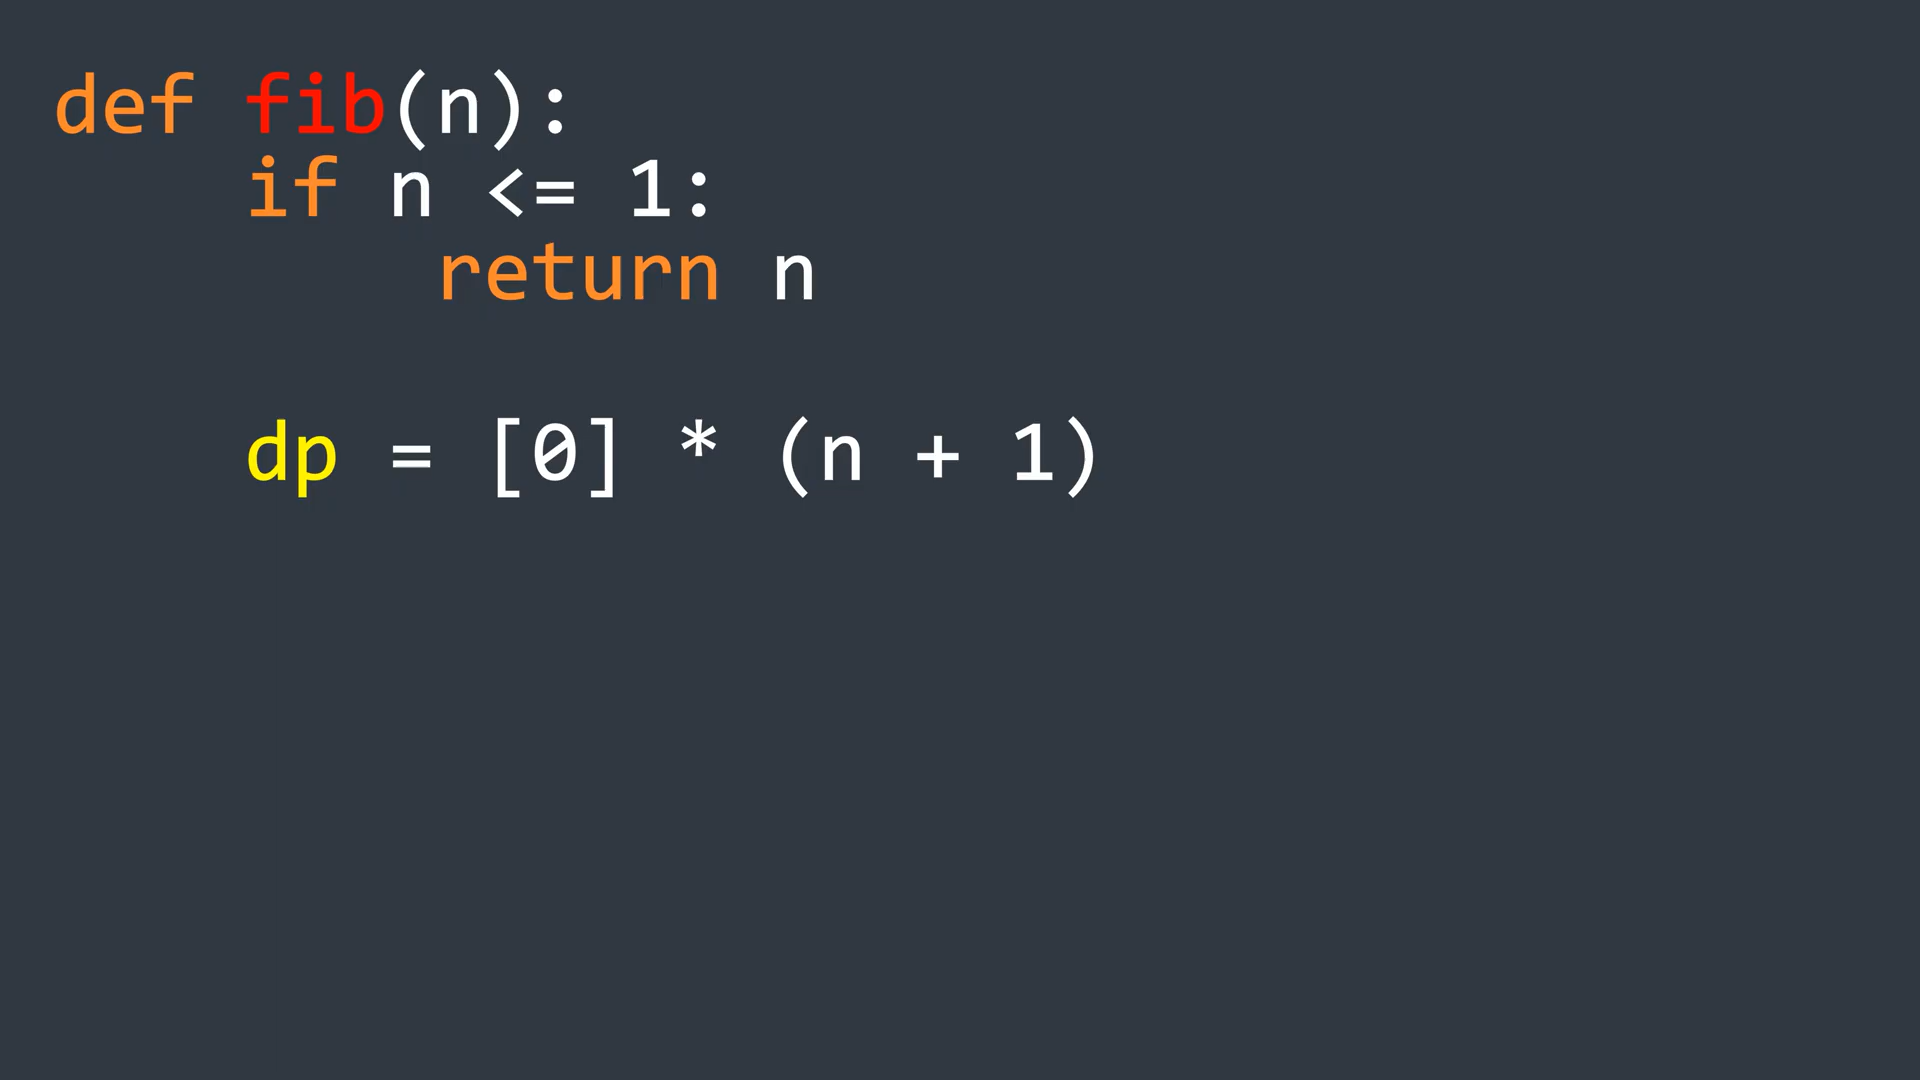 def fib(n):
    if n <= 1:
        return n
    dp = [0] * (n + 1)